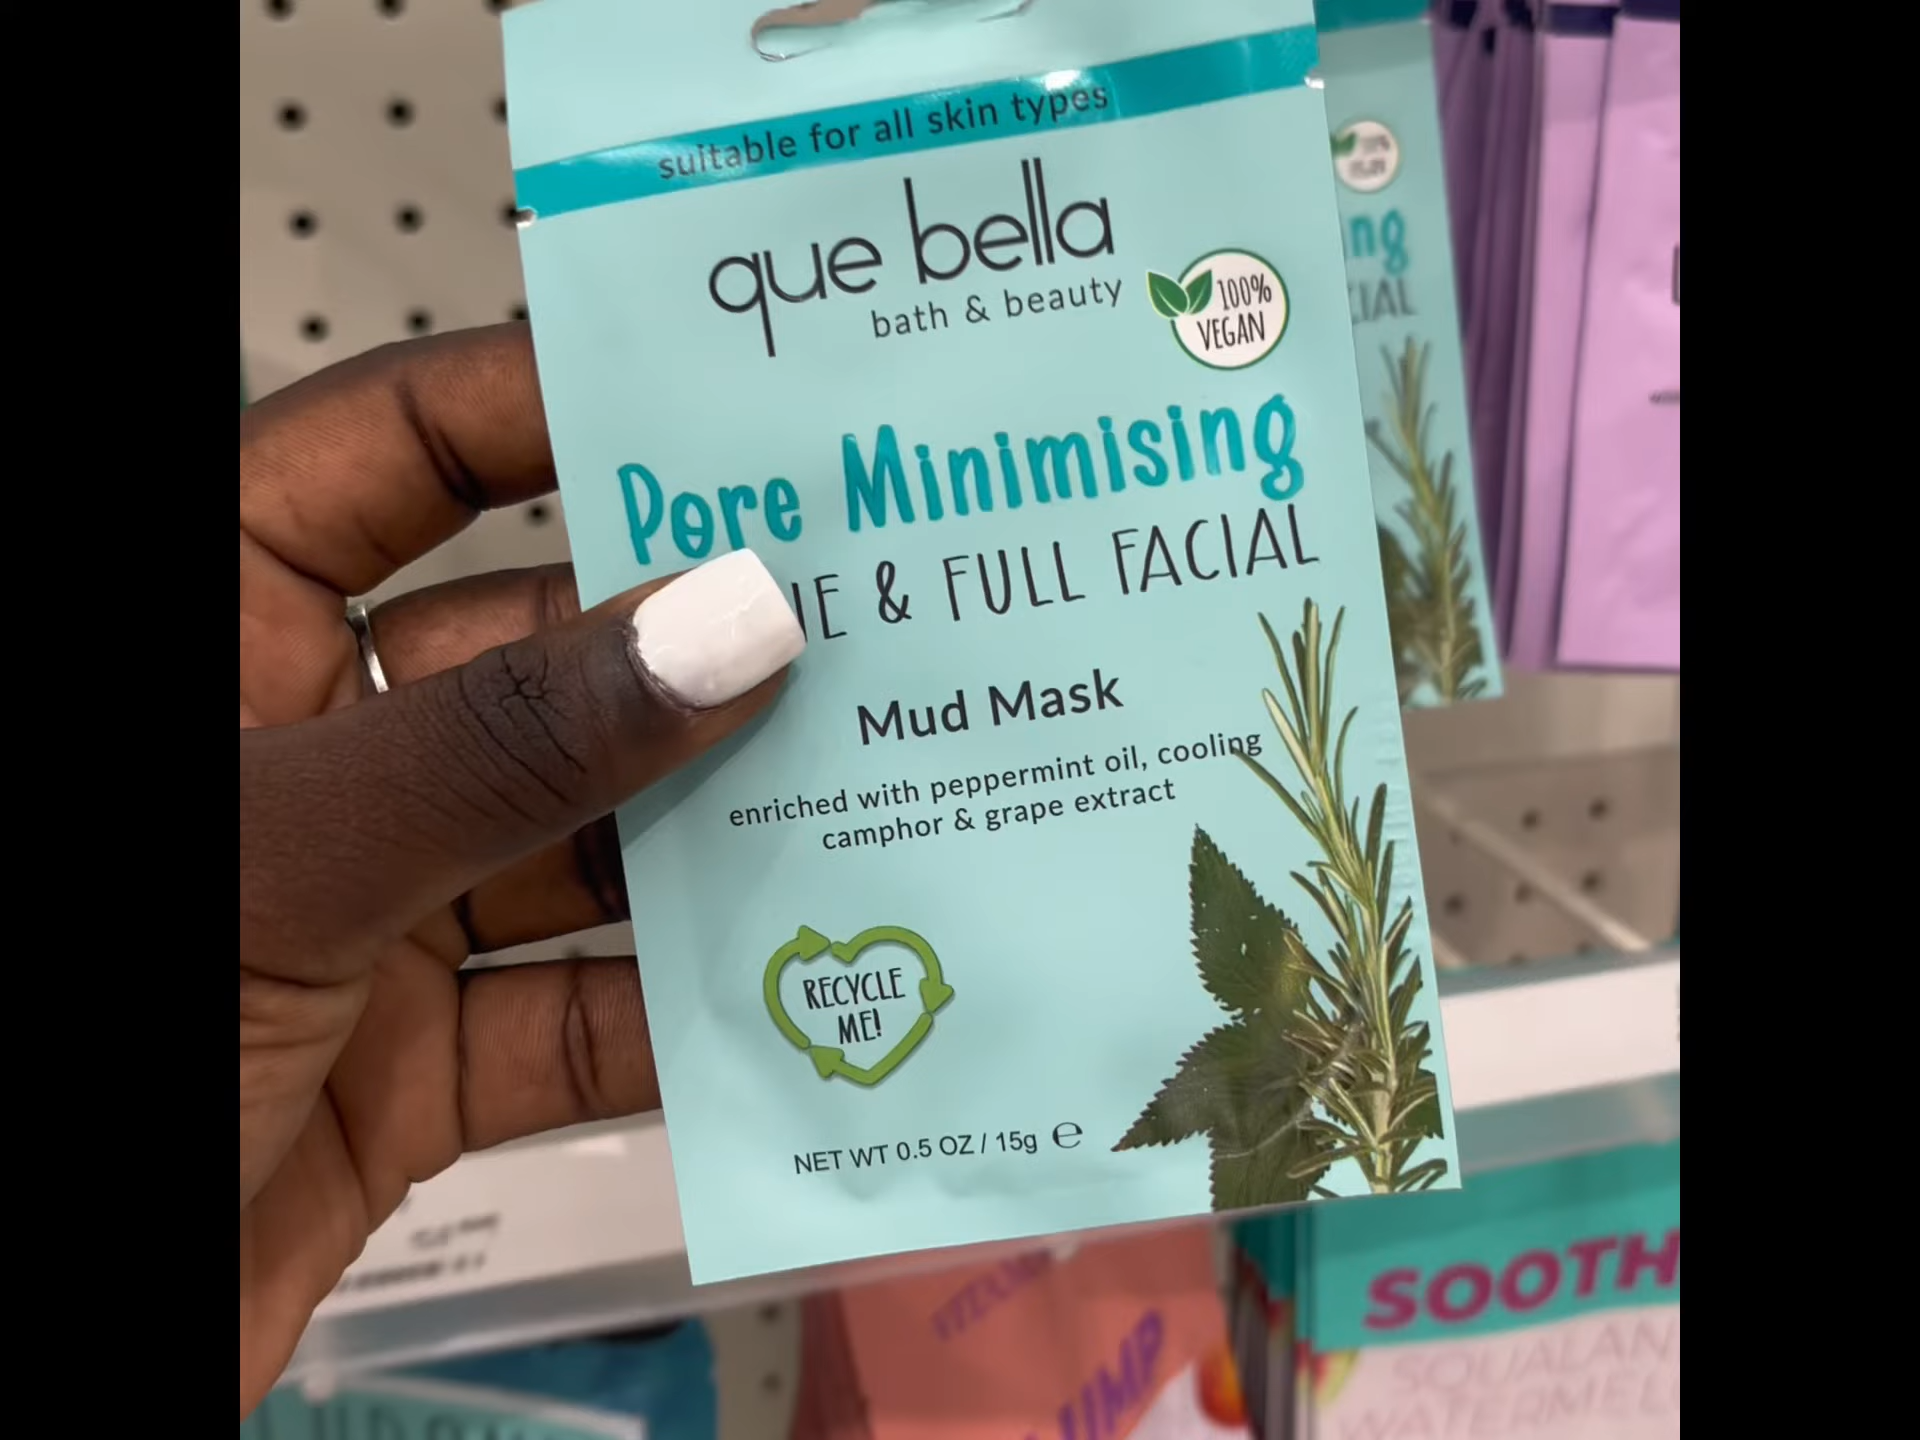 suitable for all skin types
que bella
bath & beauty
100%
VEGAN
Pore Minimising
& FULL FACIAL
Mud Mask
enriched with peppermint oil, cooling
camphor & grape extract
RECYCLE
ME!
NET WT 0.5 OZ / 15g ℮